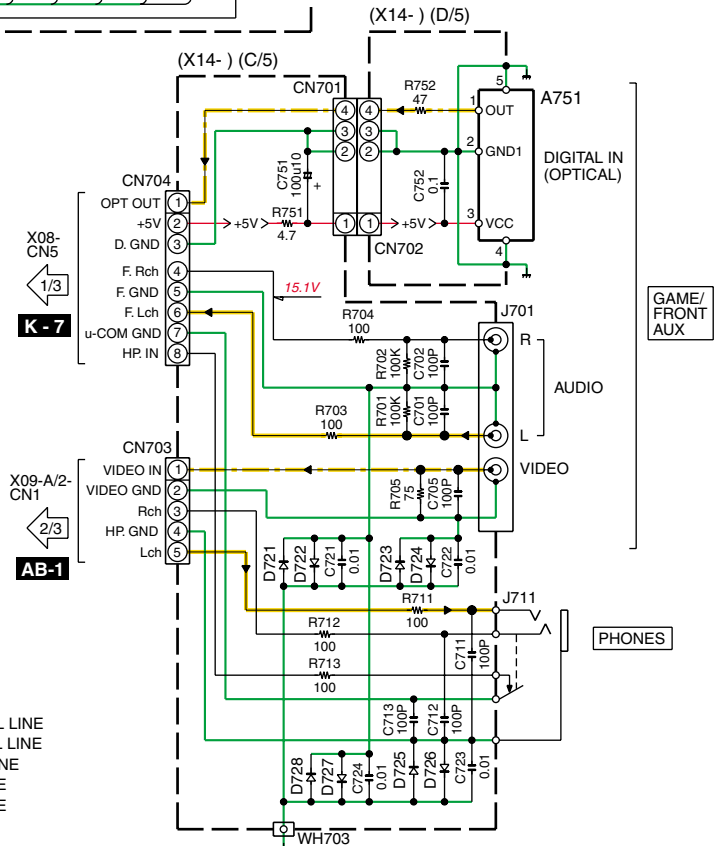 (X14- ) (D/5)
(X14- ) (C/5)
CN701
R752
47
5
A751
4
4
1
OUT
3
3
2
2
2
GND1
DIGITAL IN
(OPTICAL)
C751
100u10
+
C752
0.1
CN704
OPT OUT
1
+5V
2
+5V
R751
4.7
1
1
+5V
3
VCC
D. GND
3
CN702
4
X08-
CN5
1/3
K - 7
F. Rch
4
15.1V
F. GND
5
F. Lch
6
u-COM GND
7
HP. IN
8
R704
100
J701
GAME/
FRONT
AUX
R
R702
100K
C702
100P
AUDIO
R701
100K
C701
100P
R703
100
L
CN703
X09-A/2-
CN1
2/3
AB-1
VIDEO IN
1
VIDEO
VIDEO GND
2
Rch
3
HP. GND
4
Lch
5
R705
75
C705
100P
D721
D722
C721
0.01
D723
D724
C722
0.01
R711
100
J711
R712
100
C711
100P
PHONES
R713
100
C713
100P
C712
100P
L LINE
L LINE
NE
E
E
D728
D727
C724
0.01
D725
D726
C723
0.01
WH703